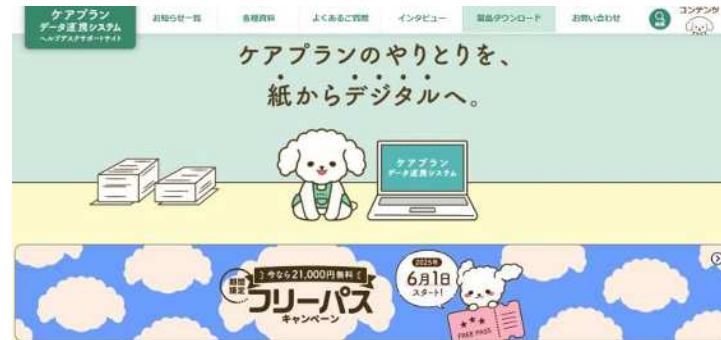 ケアプラン
データ連携システム
ヘルプデスクサポートサイト
お知らせ一覧
各種資料
よくあるご質問
インタビュー
製品ダウンロード
お問い合わせ
検索
コンテンツ
ケアプランのやりとりを、
紙からデジタルへ。
ケアプラン
データ連携システム
今なら21,000円無料
期間
限定
フリーパス
キャンペーン
2025年
6月1日
スタート!
FREE PASS